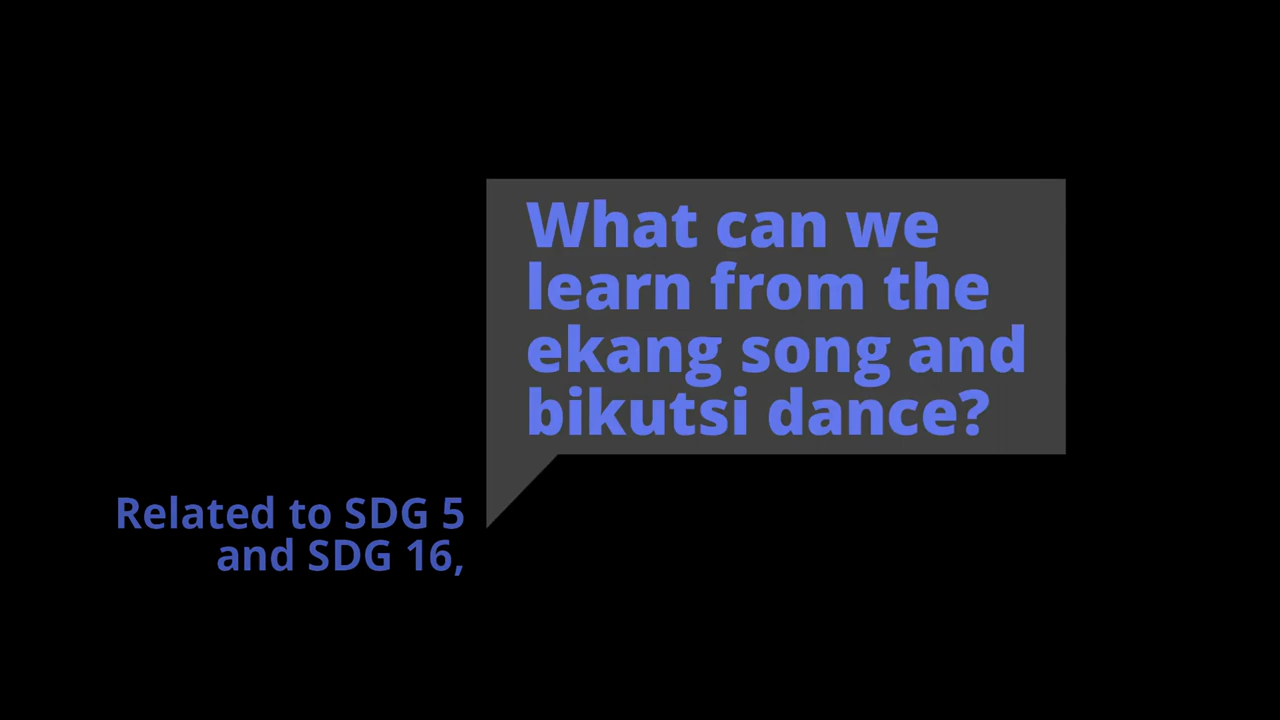 Related to SDG 5
and SDG 16,
What can we
learn from the
ekang song and
bikutsi dance?